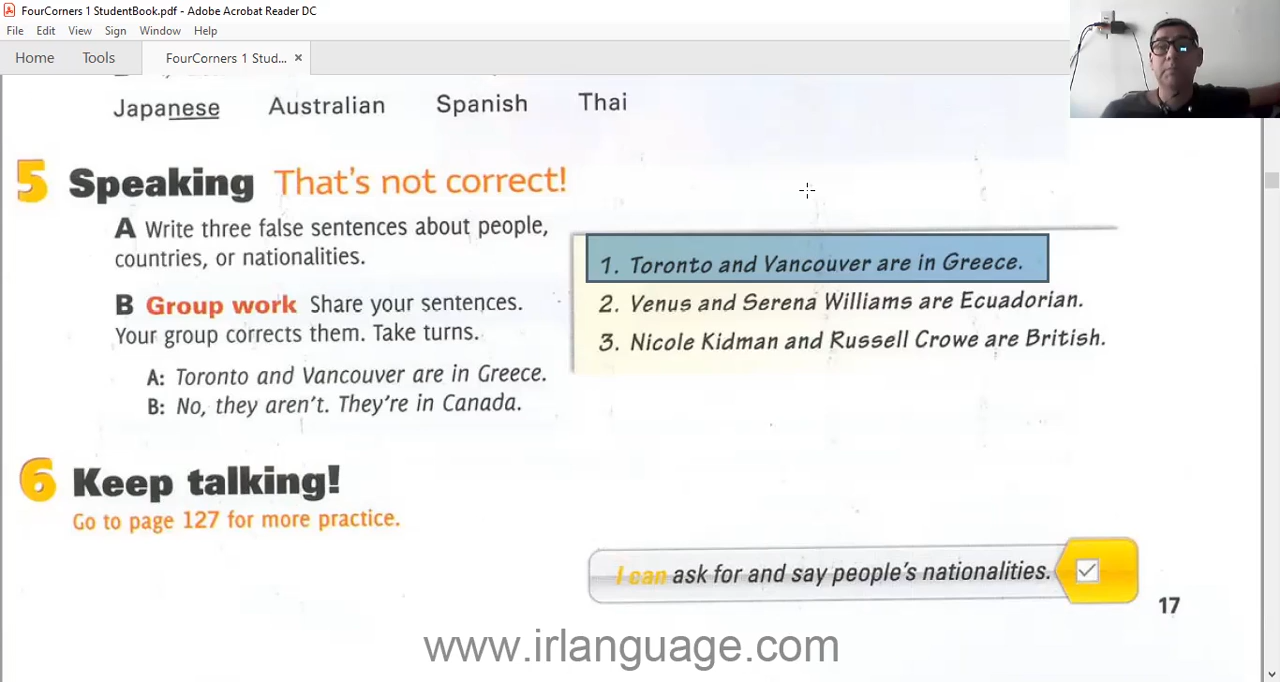 FourCorners 1 StudentBook.pdf - Adobe Acrobat Reader DC
File Edit View Sign Window Help
Home Tools FourCorners 1 Stud... ×
Japanese Australian Spanish Thai
5 Speaking That's not correct!
A Write three false sentences about people,
countries, or nationalities.
B Group work Share your sentences.
Your group corrects them. Take turns.
A: Toronto and Vancouver are in Greece.
B: No, they aren't. They're in Canada.
1. Toronto and Vancouver are in Greece.
2. Venus and Serena Williams are Ecuadorian.
3. Nicole Kidman and Russell Crowe are British.
6 Keep talking!
Go to page 127 for more practice.
I can ask for and say people's nationalities.
17
www.irlanguage.com